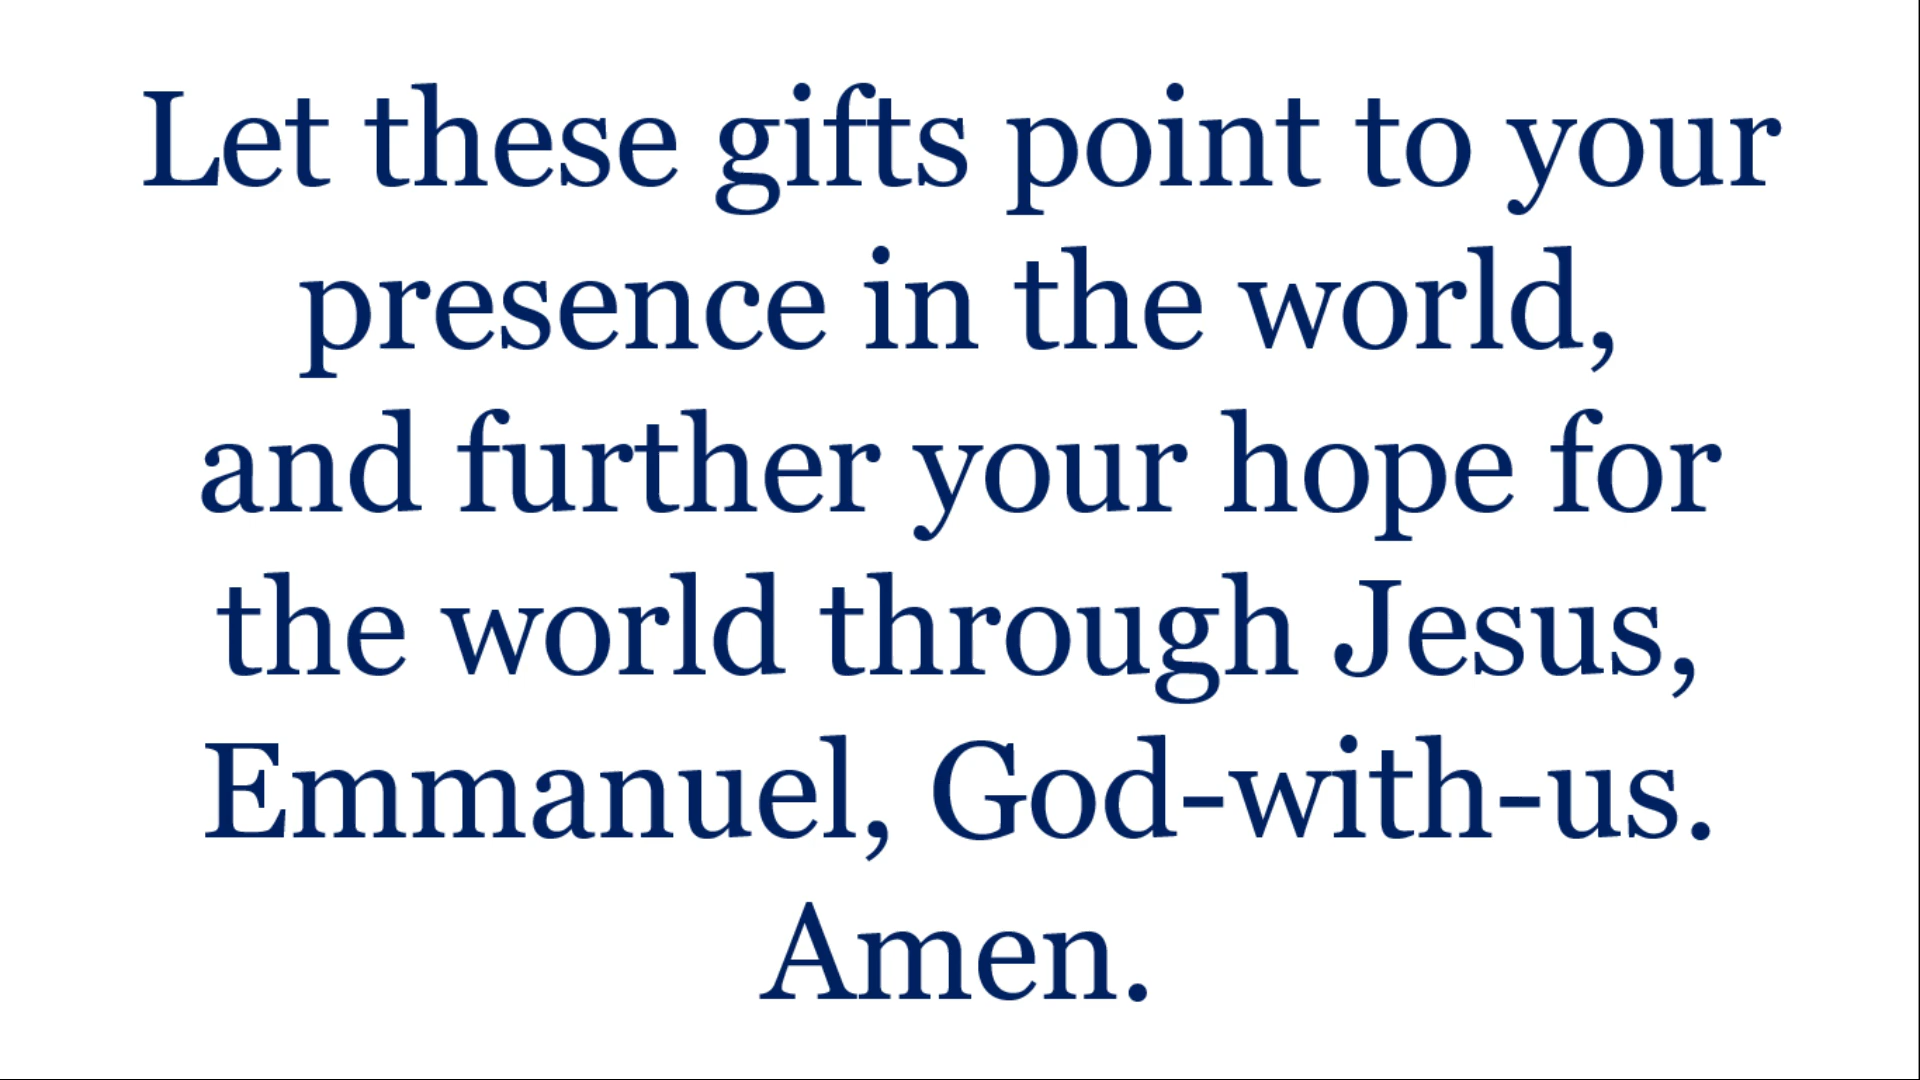 Let these gifts point to your
presence in the world,
and further your hope for
the world through Jesus,
Emmanuel, God-with-us.
Amen.